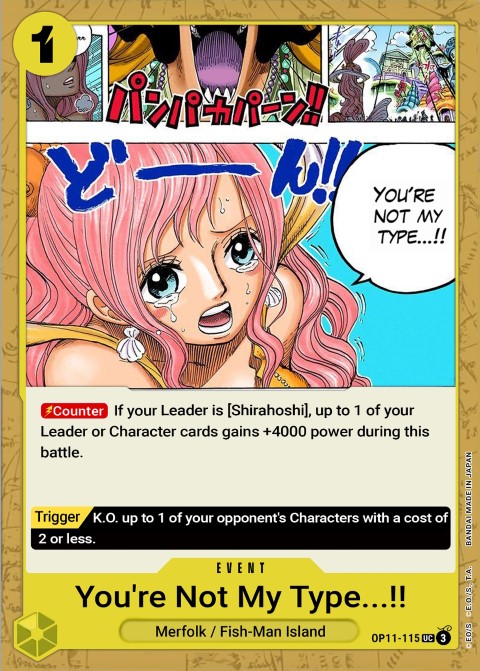 1
パンパカパーン!!
どーん!!
YOU'RE
NOT MY
TYPE...!!
Counter If your Leader is [Shirahoshi], up to 1 of your
Leader or Character cards gains +4000 power during this
battle.
Trigger K.O. up to 1 of your opponent's Characters with a cost of
2 or less.
EVENT
You're Not My Type...!!
Merfolk / Fish-Man Island
OP11-115 UC 3
©E.O/S. ©E.O./S. T.A. BANDAI MADE IN JAPAN